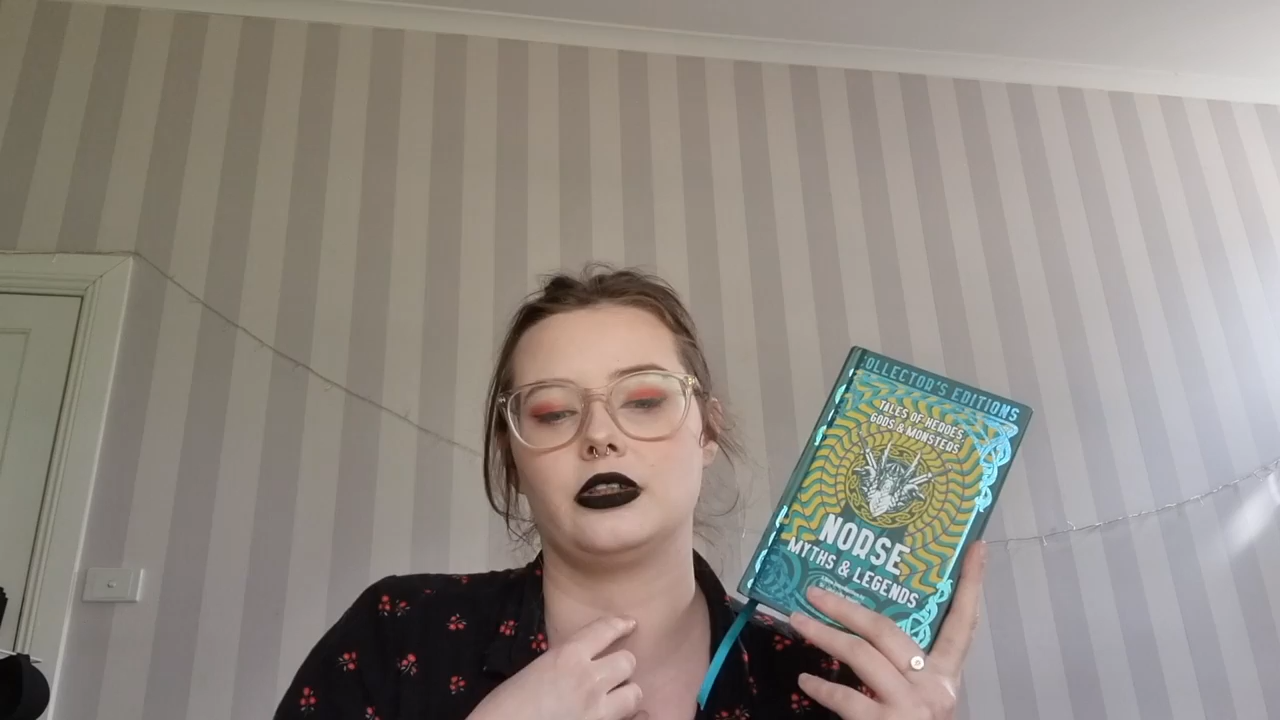 COLLECTOR'S EDITIONS
TALES OF HEROES,
GODS & MONSTERS
NORSE
MYTHS & LEGENDS